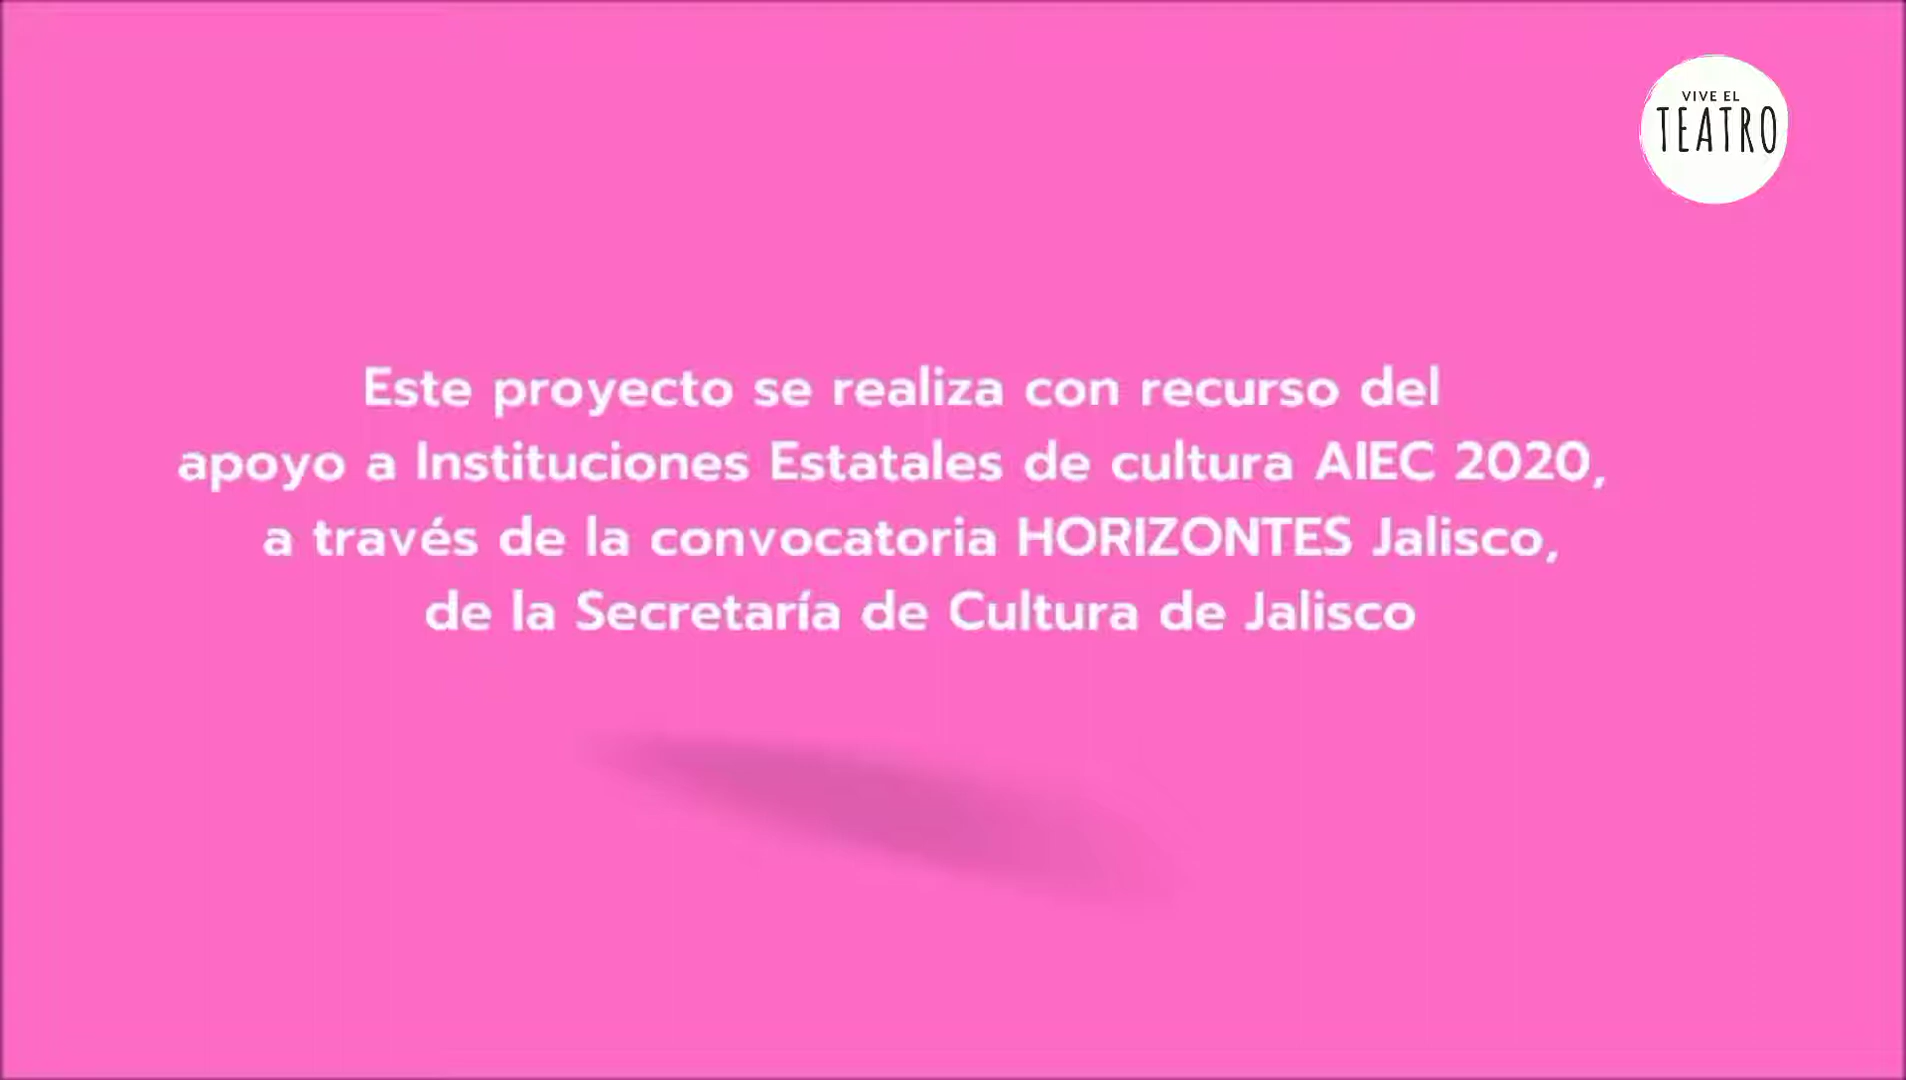 VIVE EL
TEATRO
Este proyecto se realiza con recurso del
apoyo a Instituciones Estatales de cultura AIEC 2020,
a través de la convocatoria HORIZONTES Jalisco,
de la Secretaría de Cultura de Jalisco